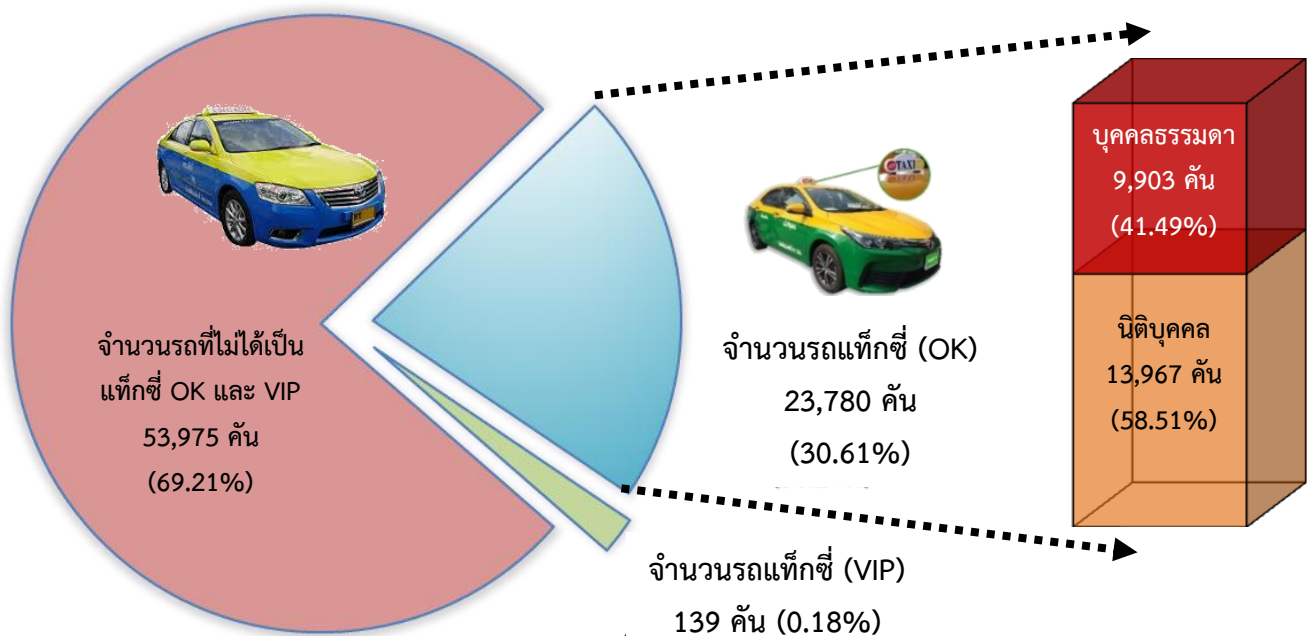 จำนวนรถที่ไม่ได้เป็น
แท็กซี่ OK และ VIP
53,975 คัน
(69.21%)
TAXI
จำนวนรถแท็กซี่ (OK)
23,780 คัน
(30.61%)
จำนวนรถแท็กซี่ (VIP)
139 คัน (0.18%)
บุคคลธรรมดา
9,903 คัน
(41.49%)
นิติบุคคล
13,967 คัน
(58.51%)